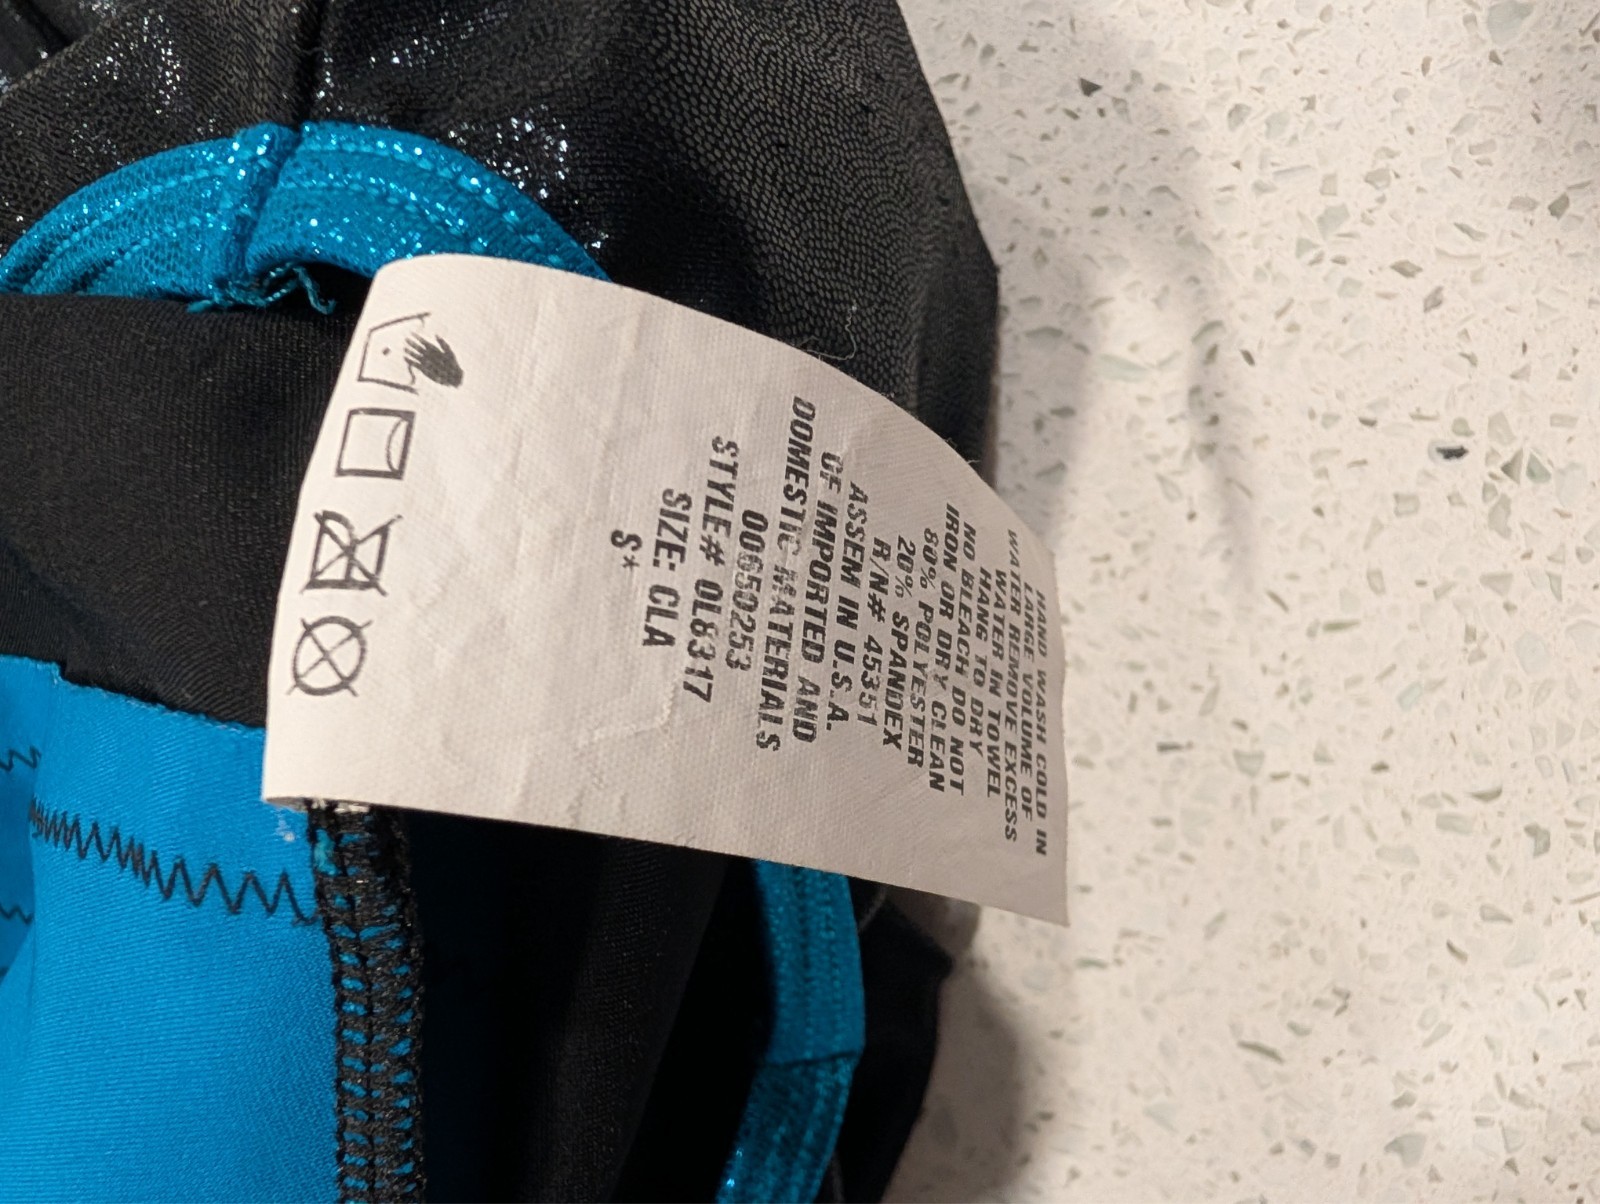 HAND WASH COLD IN
LARGE VOLUME OF
WATER REMOVE EXCESS
WATER IN TOWEL
HANG TO DRY
NO BLEACH DO NOT
IRON OR DRY CLEAN
80% POLYESTER
20% SPANDEX
R/N# 45351
ASSEM IN U.S.A.
OF IMPORTED AND
DOMESTIC MATERIALS
00650253
STYLE# 0L8317
SIZE: CLA
S*